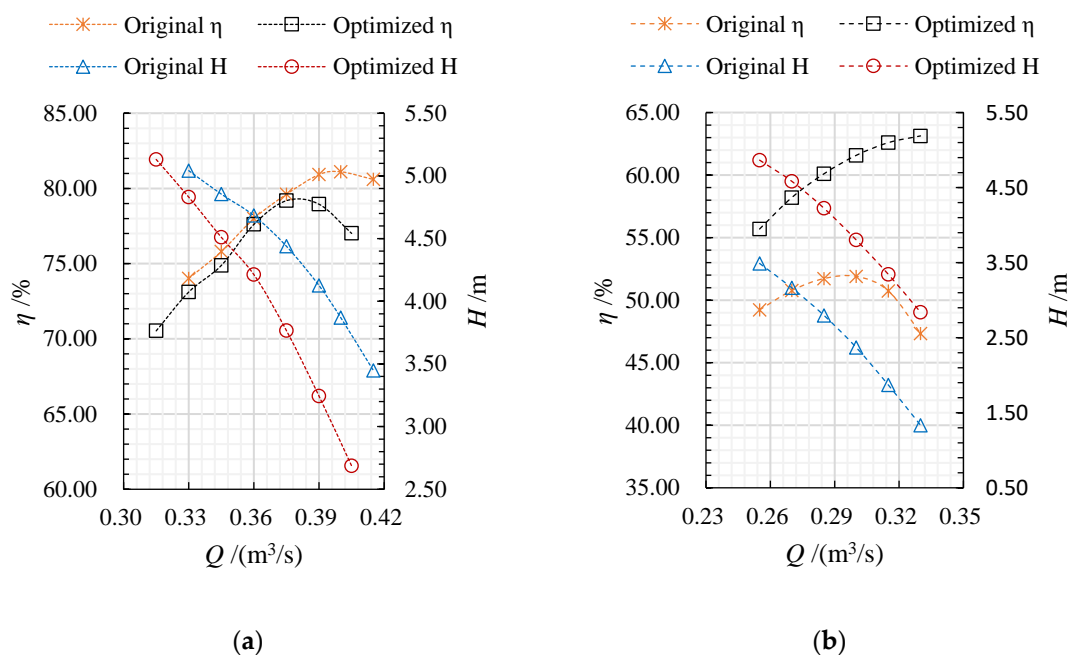 Original η Optimized η
Original H Optimized H
85.00
80.00
75.00
70.00
65.00
60.00
η /%
5.50
5.00
4.50
4.00
3.50
3.00
2.50
H /m
0.30 0.33 0.36 0.39 0.42
Q /(m³/s)
(a)
Original η Optimized η
Original H Optimized H
65.00
60.00
55.00
50.00
45.00
40.00
35.00
η /%
5.50
4.50
3.50
2.50
1.50
0.50
H /m
0.23 0.26 0.29 0.32 0.35
Q /(m³/s)
(b)